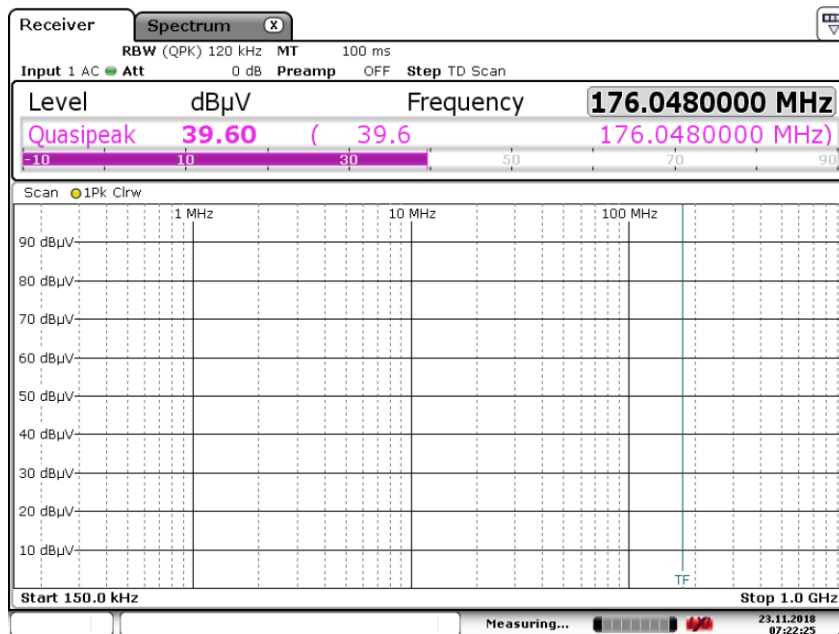 Receiver Spectrum X
RBW (QPK) 120 kHz MT 100 ms
Input 1 AC Att 0 dB Preamp OFF Step TD Scan
Level dBµV Frequency 176.0480000 MHz
Quasipeak 39.60 ( 39.6 176.0480000 MHz)
-10 10 30 50 70 90
Scan 1Pk Clrw
1 MHz 10 MHz 100 MHz
90 dBµV
80 dBµV
70 dBµV
60 dBµV
50 dBµV
40 dBµV
30 dBµV
20 dBµV
10 dBµV
TF
Start 150.0 kHz Stop 1.0 GHz
Measuring... 23.11.2018
07:22:25